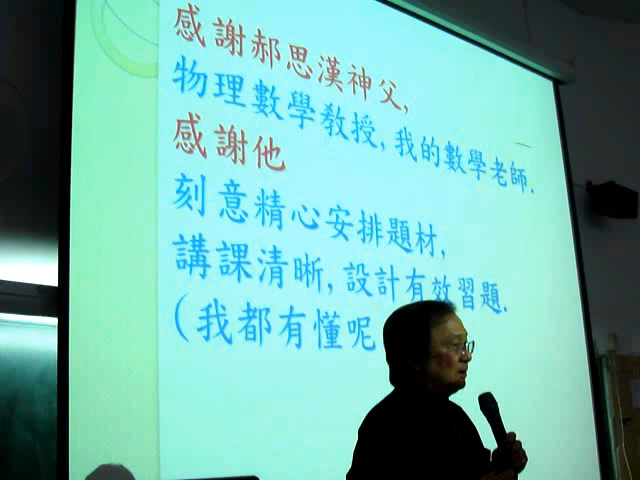 感謝郝思漢神父,
物理數學教授,我的數學老師.
感謝他
刻意精心安排題材,
講課清晰,設計有效習題.
(我都有懂呢